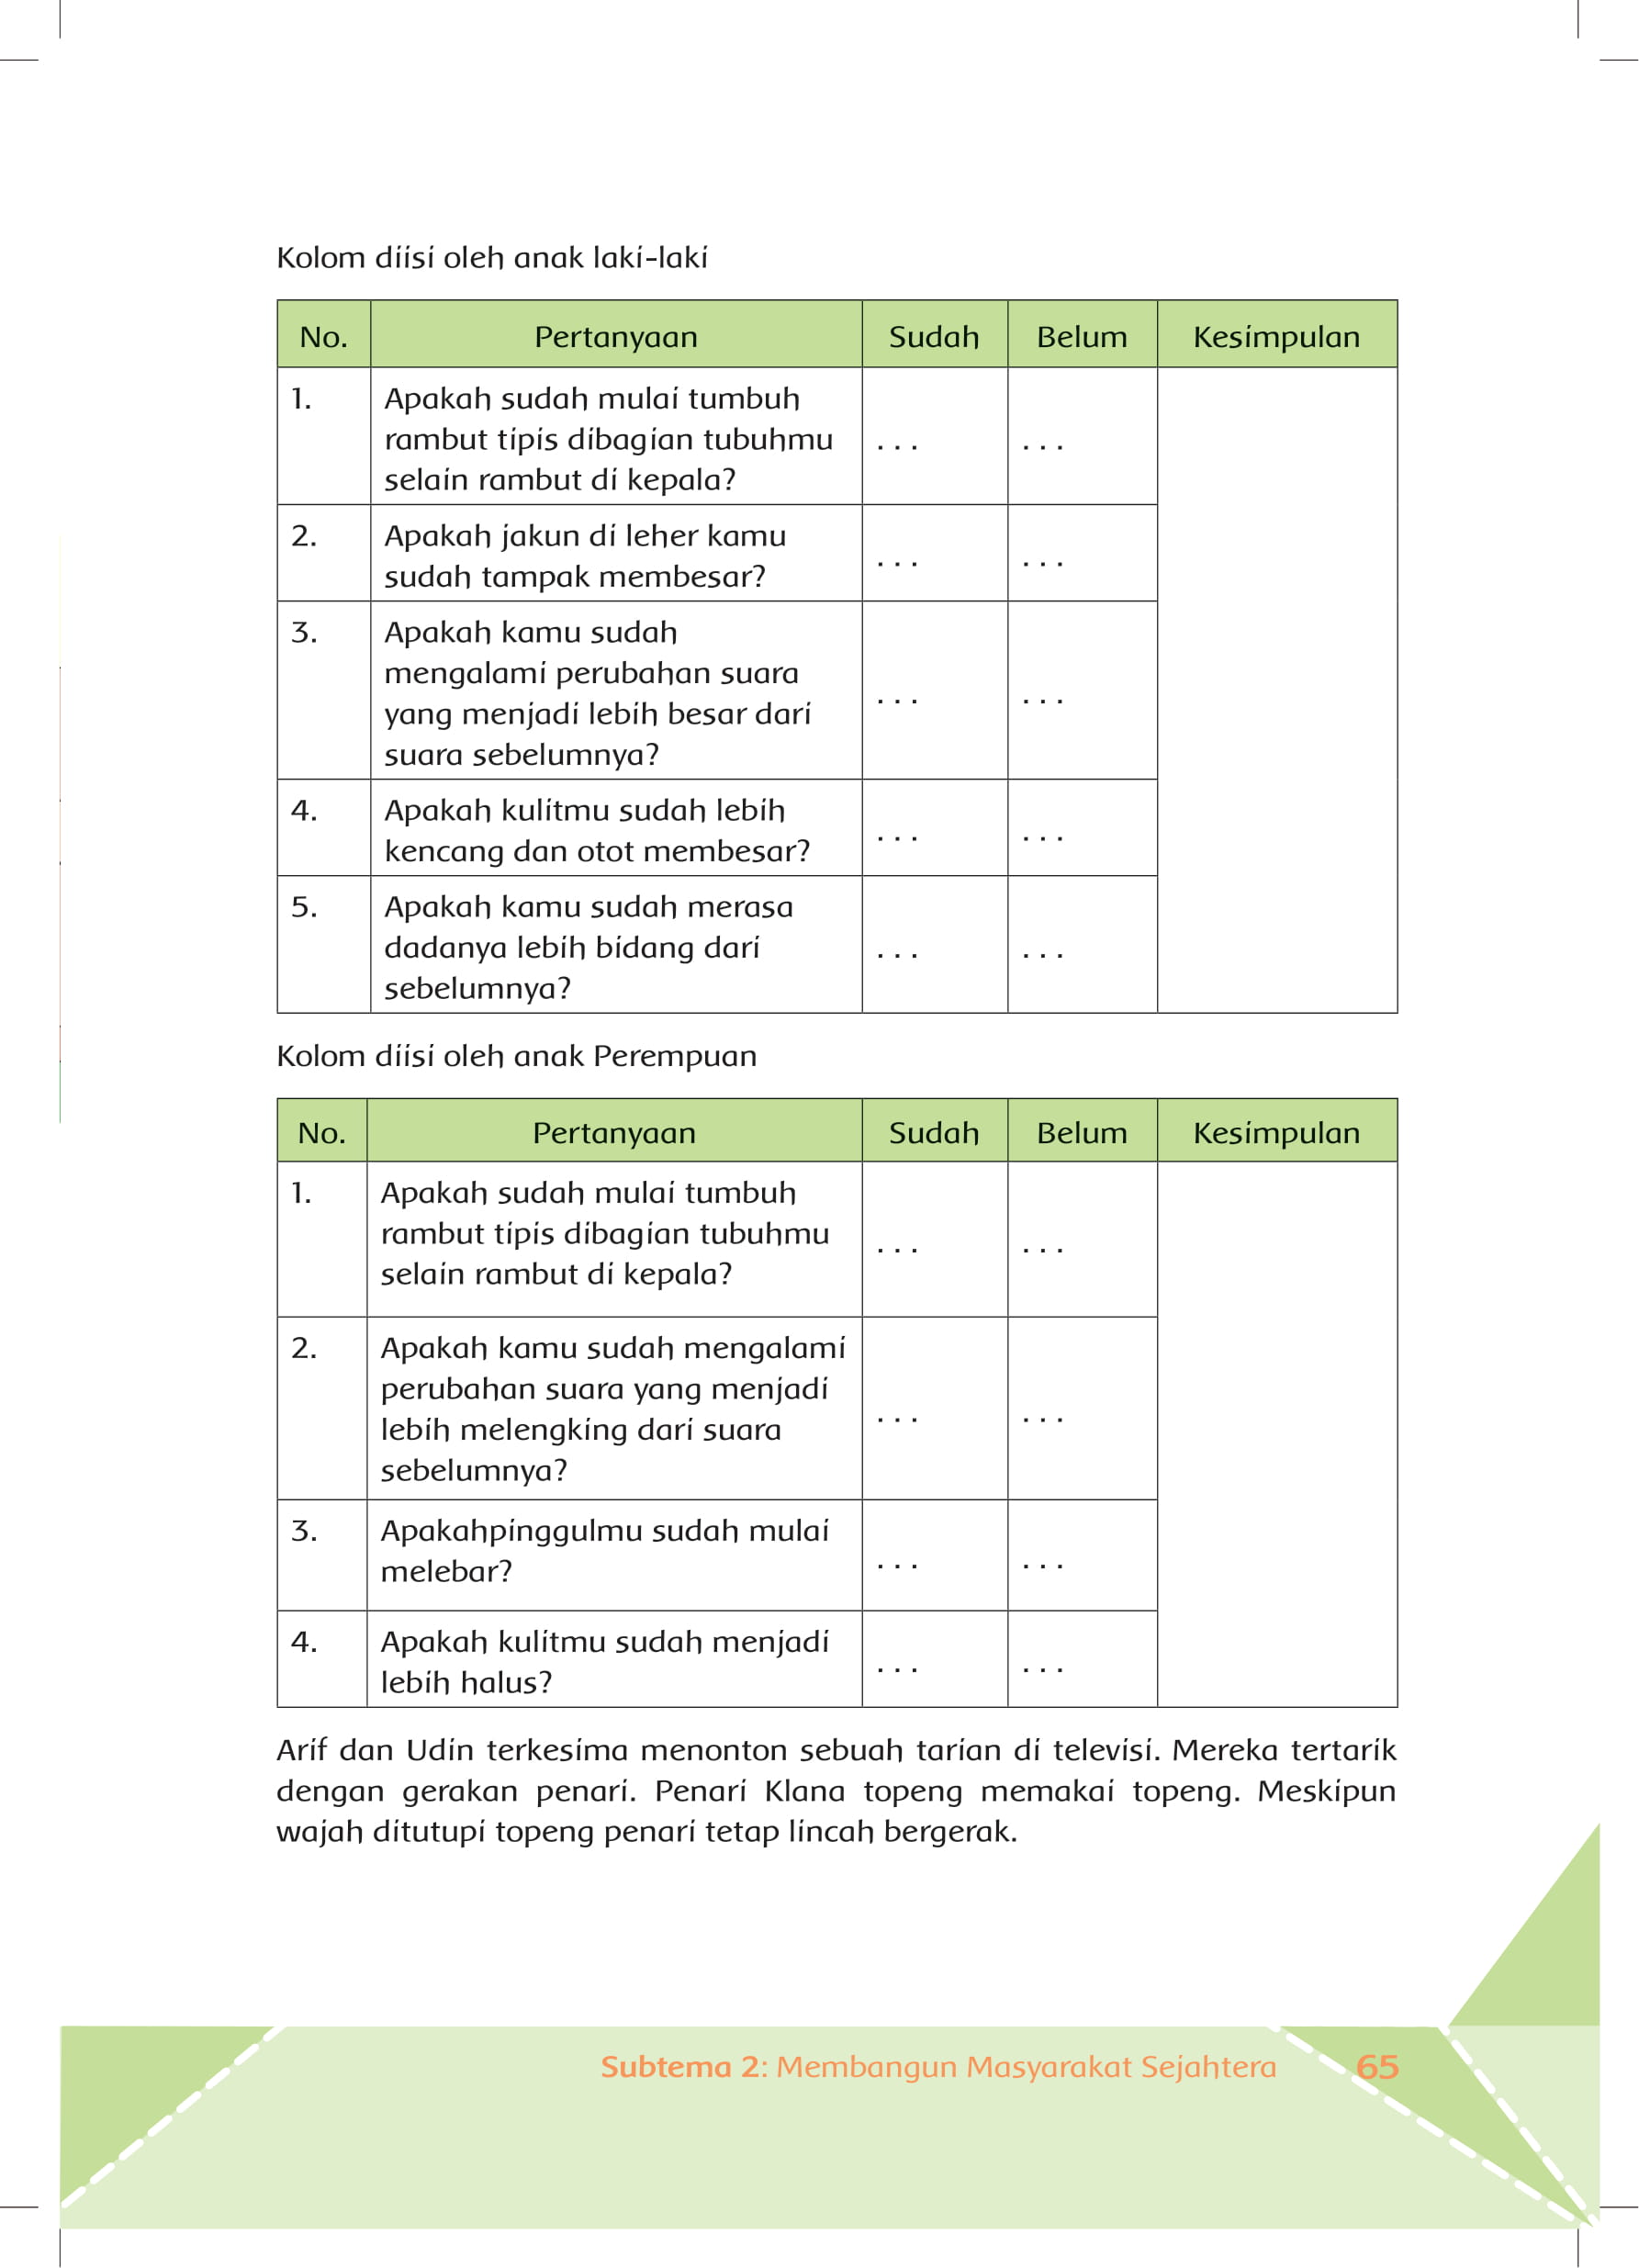 Kolom diisi oleh anak laki-laki
No. Pertanyaan Sudah Belum Kesimpulan
1. Apakah sudah mulai tumbuh
rambut tipis dibagian tubuhmu
selain rambut di kepala?
. . . . . .
2. Apakah jakun di leher kamu
sudah tampak membesar?
. . . . . .
3. Apakah kamu sudah
mengalami perubahan suara
yang menjadi lebih besar dari
suara sebelumnya?
. . . . . .
4. Apakah kulitmu sudah lebih
kencang dan otot membesar?
. . . . . .
5. Apakah kamu sudah merasa
dadanya lebih bidang dari
sebelumnya?
. . . . . .
Kolom diisi oleh anak Perempuan
No. Pertanyaan Sudah Belum Kesimpulan
1. Apakah sudah mulai tumbuh
rambut tipis dibagian tubuhmu
selain rambut di kepala?
. . . . . .
2. Apakah kamu sudah mengalami
perubahan suara yang menjadi
lebih melengking dari suara
sebelumnya?
. . . . . .
3. Apakahpinggulmu sudah mulai
melebar?
. . . . . .
4. Apakah kulitmu sudah menjadi
lebih halus?
. . . . . .
Arif dan Udin terkesima menonton sebuah tarian di televisi. Mereka tertarik
dengan gerakan penari. Penari Klana topeng memakai topeng. Meskipun
wajah ditutupi topeng penari tetap lincah bergerak.
Subtema 2: Membangun Masyarakat Sejahtera 65